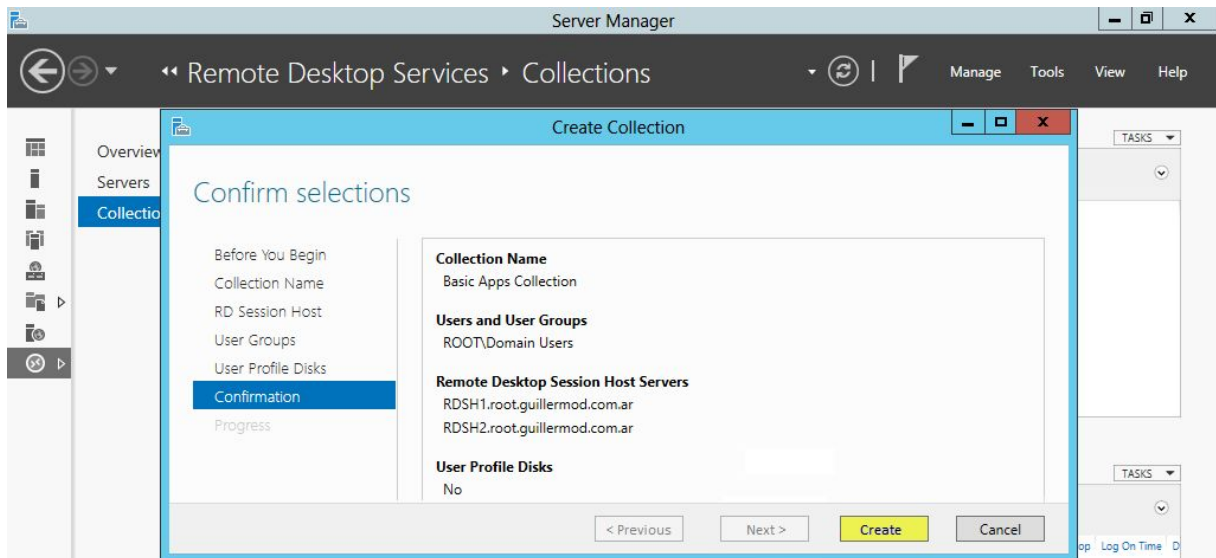 Server Manager
Remote Desktop Services
Collections
Manage
Tools
View
Help
Overview
Servers
Collectio
TASKS
Create Collection
Confirm selections
Before You Begin
Collection Name
RD Session Host
User Groups
User Profile Disks
Confirmation
Progress
Collection Name
Basic Apps Collection
Users and User Groups
ROOT\Domain Users
Remote Desktop Session Host Servers
RDSH1.root.guillermod.com.ar
RDSH2.root.guillermod.com.ar
User Profile Disks
No
< Previous
Next >
Create
Cancel
TASKS
op
Log On Time
D